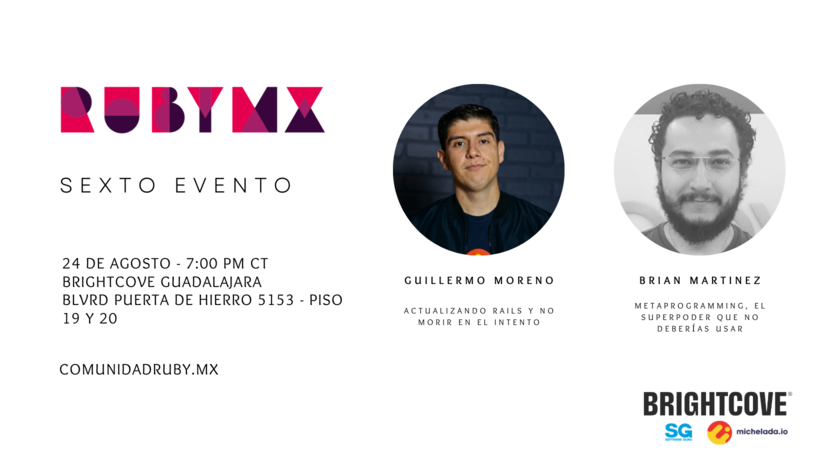 RUBYMX
SEXTO EVENTO
24 DE AGOSTO - 7:00 PM CT
BRIGHTCOVE GUADALAJARA
BLVRD PUERTA DE HIERRO 5153 - PISO
19 Y 20
COMUNIDADRUBY.MX
GUILLERMO MORENO
ACTUALIZANDO RAILS Y NO
MORIR EN EL INTENTO
BRIAN MARTINEZ
METAPROGRAMMING, EL
SUPERPODER QUE NO
DEBERÍAS USAR
BRIGHTCOVE®
SG
michelada.io